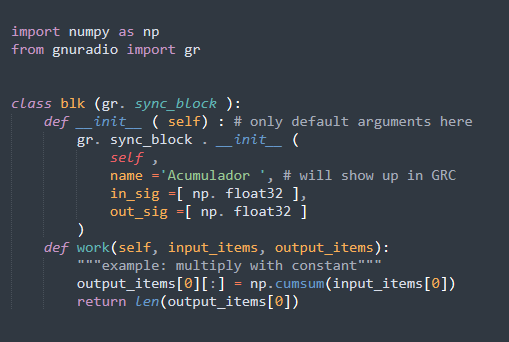 import numpy as np
from gnuradio import gr
class blk (gr. sync_block ):
def __init__ ( self) : # only default arguments here
gr. sync_block . __init__ (
self ,
name ='Acumulador ', # will show up in GRC
in_sig =[ np. float32 ],
out_sig =[ np. float32 ]
)
def work(self, input_items, output_items):
"""example: multiply with constant"""
output_items[0][:] = np.cumsum(input_items[0])
return len(output_items[0])